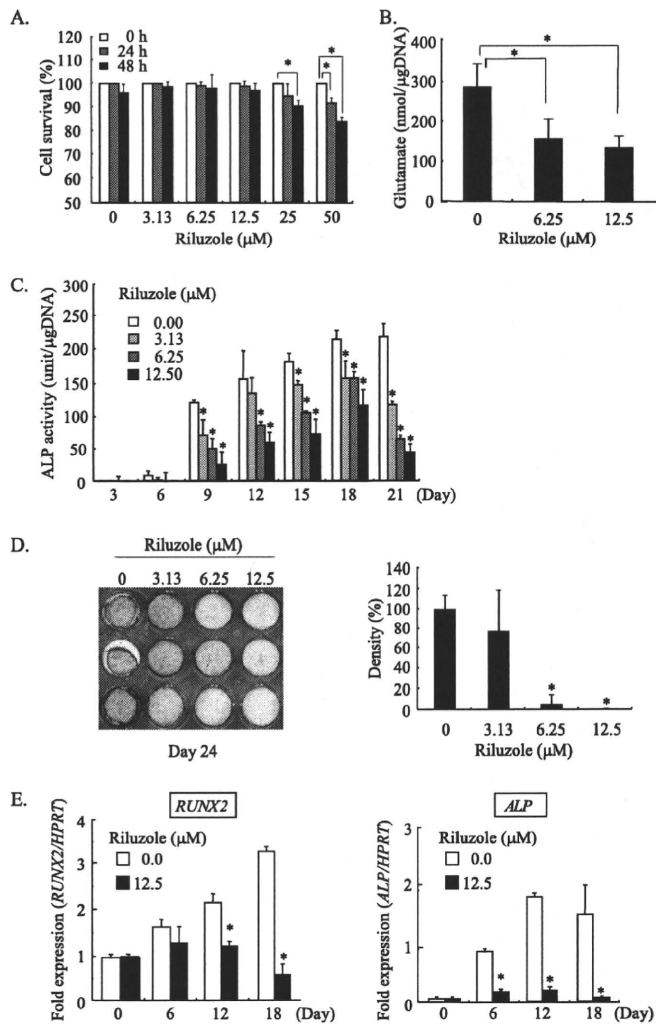 A.
Cell survival (%)
120
110
100
90
80
70
60
50
0 h
24 h
48 h
*
*
*
0 3.13 6.25 12.5 25 50
Riluzole (μM)
B.
Glutamate (nmol/μgDNA)
400
300
200
100
0
*
*
0 6.25 12.5
Riluzole (μM)
C.
ALP activity (unit/μgDNA)
300
250
200
150
100
50
0
Riluzole (μM)
0.00
3.13
6.25
12.50
* * *
* *
* * *
* * *
* * *
3 6 9 12 15 18 21 (Day)
D.
Riluzole (μM)
0 3.13 6.25 12.5
Day 24
Density (%)
140
120
100
80
60
40
20
0
* *
0 3.13 6.25 12.5
Riluzole (μM)
E.
RUNX2
Fold expression (RUNX2/HPRT)
4
3
2
1
0
Riluzole (μM)
0.0
12.5
*
*
0 6 12 18 (Day)
ALP
Fold expression (ALP/HPRT)
3
2
1
0
Riluzole (μM)
0.0
12.5
* * *
0 6 12 18 (Day)